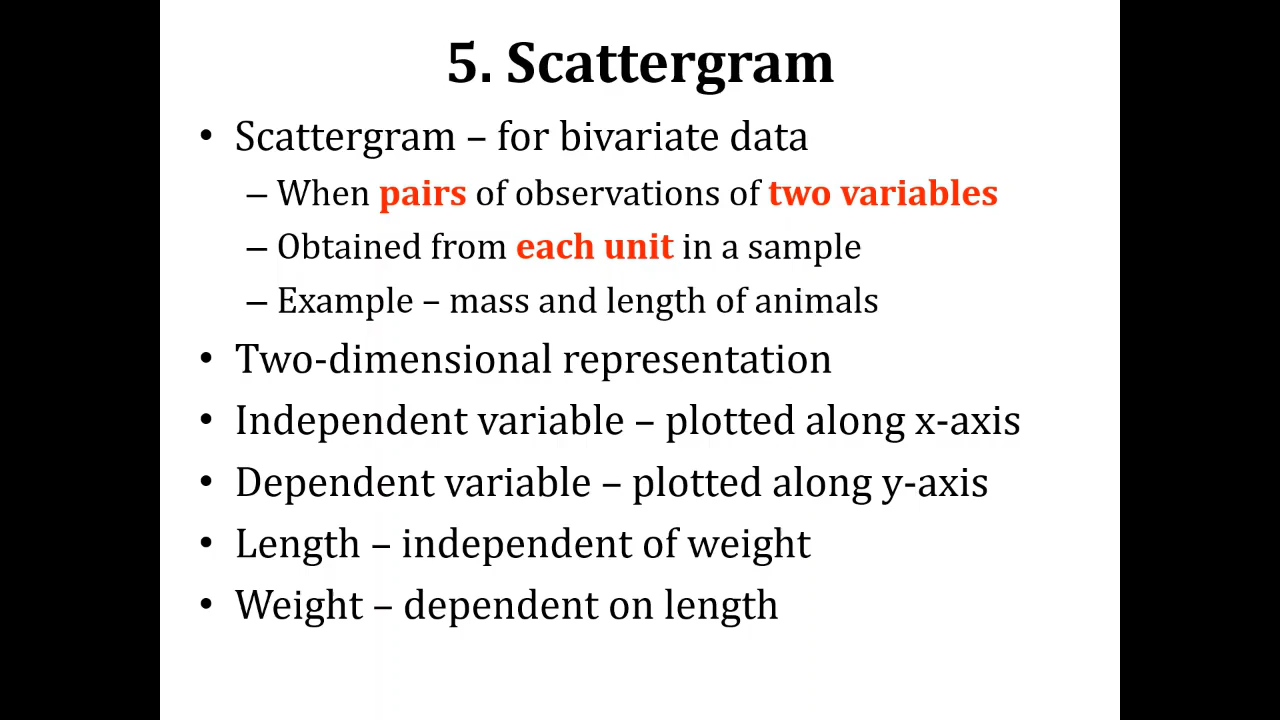 5. Scattergram
• Scattergram – for bivariate data
– When pairs of observations of two variables
– Obtained from each unit in a sample
– Example – mass and length of animals
• Two-dimensional representation
• Independent variable – plotted along x-axis
• Dependent variable – plotted along y-axis
• Length – independent of weight
• Weight – dependent on length